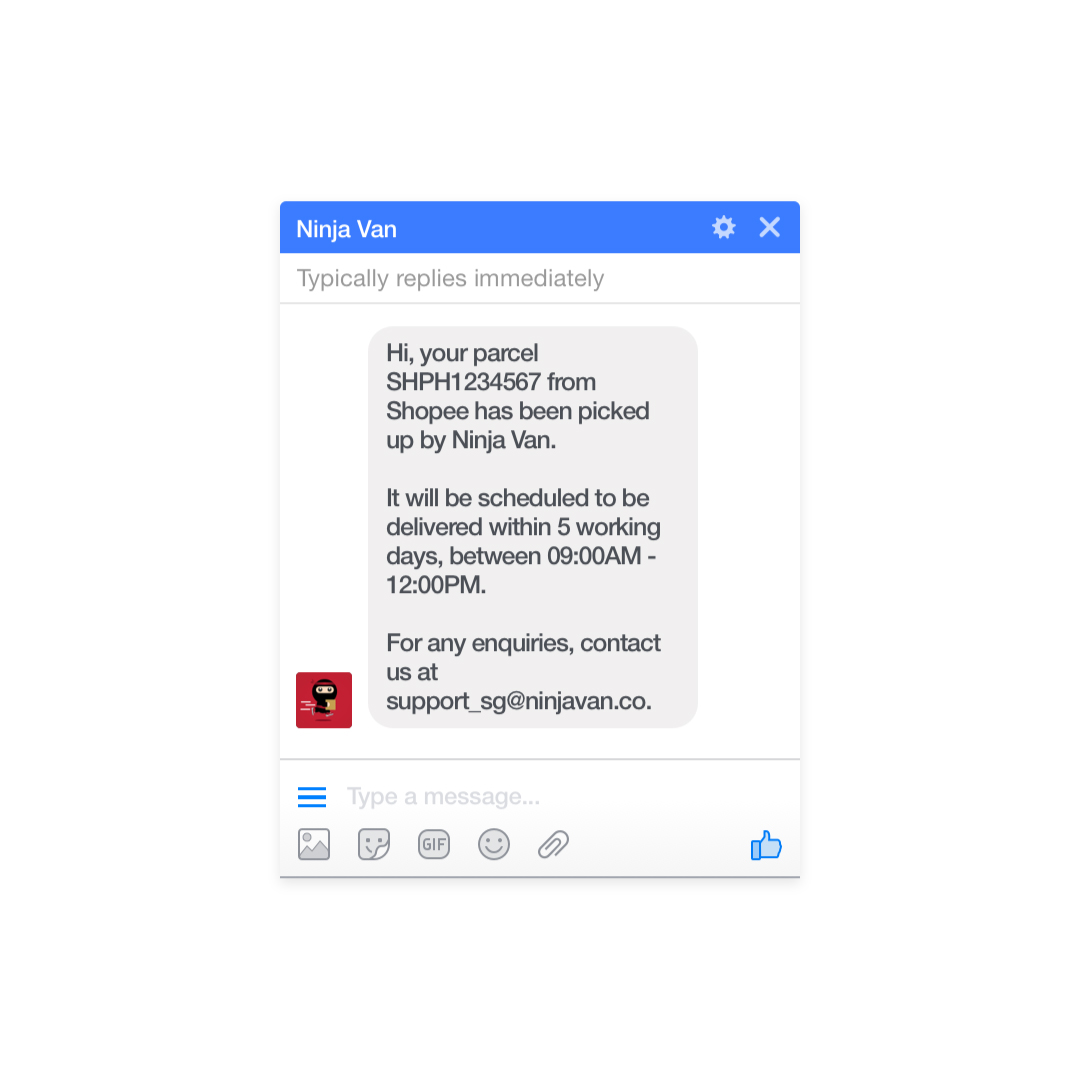 Ninja Van
Typically replies immediately
Hi, your parcel
SHPH1234567 from
Shopee has been picked
up by Ninja Van.
It will be scheduled to be
delivered within 5 working
days, between 09:00AM -
12:00PM.
For any enquiries, contact
us at
support_sg@ninjavan.co.
Type a message...
GIF